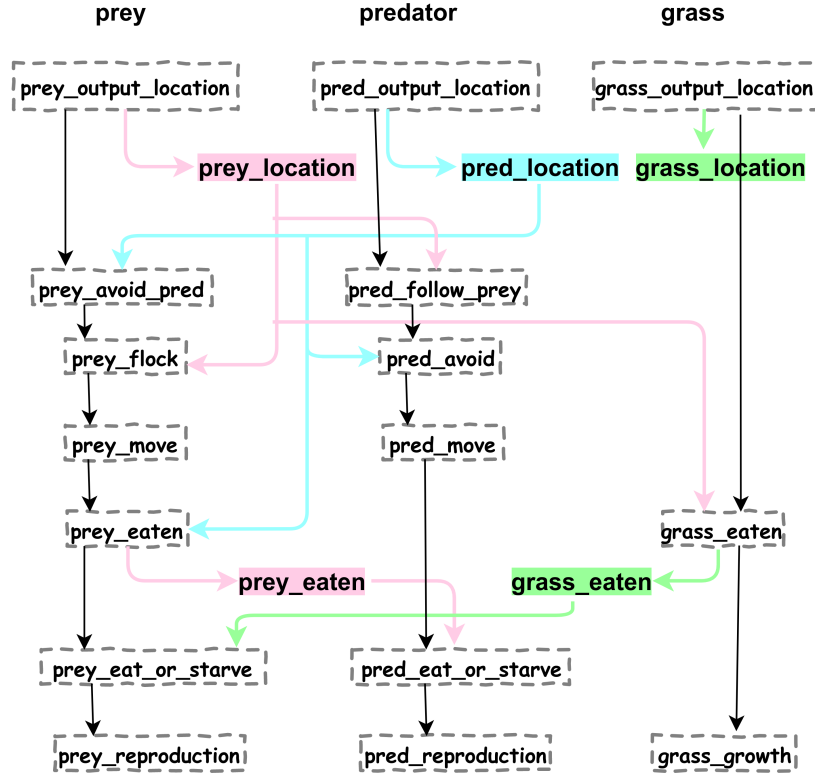 prey predator grass
prey_output_location pred_output_location grass_output_location
prey_location pred_location grass_location
prey_avoid_pred pred_follow_prey
prey_flock pred_avoid
prey_move pred_move
prey_eaten grass_eaten
prey_eaten grass_eaten
prey_eat_or_starve pred_eat_or_starve
prey_reproduction pred_reproduction grass_growth